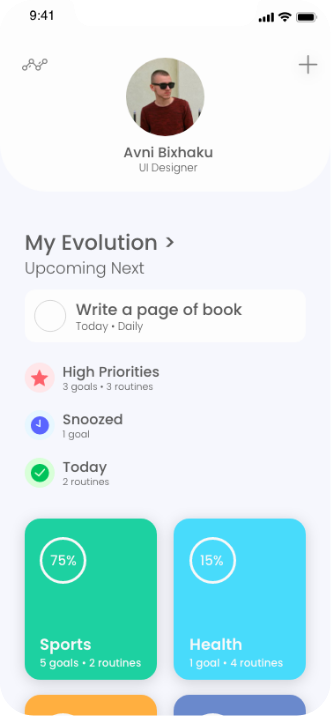 9:41
Avni Bixhaku
UI Designer
My Evolution >
Upcoming Next
Write a page of book
Today • Daily
High Priorities
3 goals • 3 routines
Snoozed
1 goal
Today
2 routines
75%
15%
Sports
Health
5 goals • 2 routines
1 goal • 4 routines